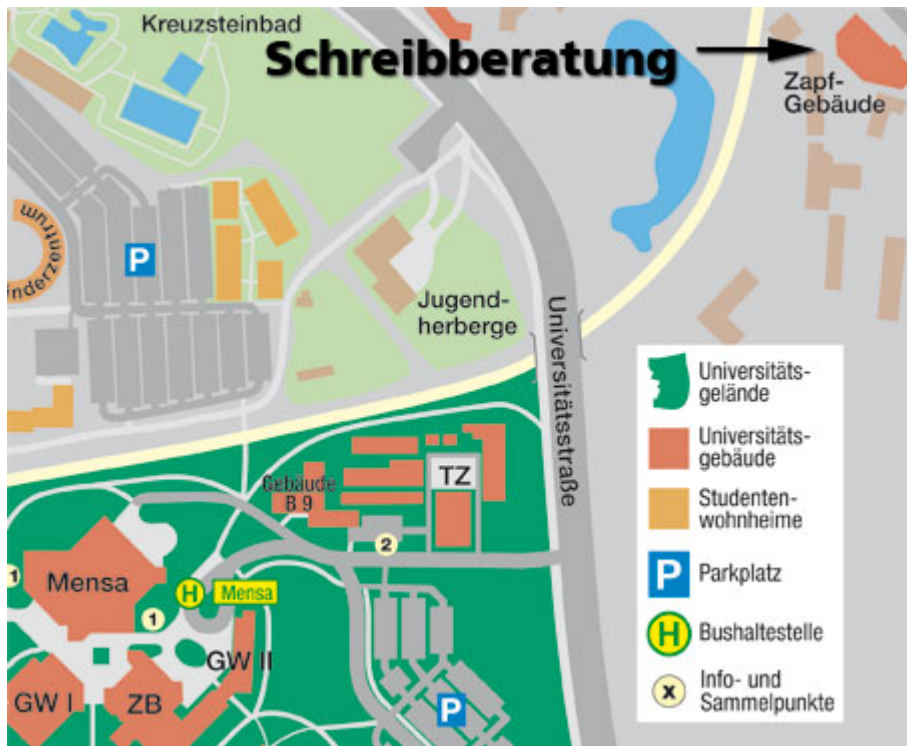 Kreuzsteinbad
Schreibberatung
Zapf-
Gebäude
P
Jugend-
herberge
Universitätsstraße
Gebäude
B 9
TZ
2
Mensa
1
1
H
Mensa
GW II
GW I
ZB
P
Universitäts-
gelände
Universitäts-
gebäude
Studenten-
wohnheime
P
Parkplatz
H
Bushaltestelle
x
Info- und
Sammelpunkte